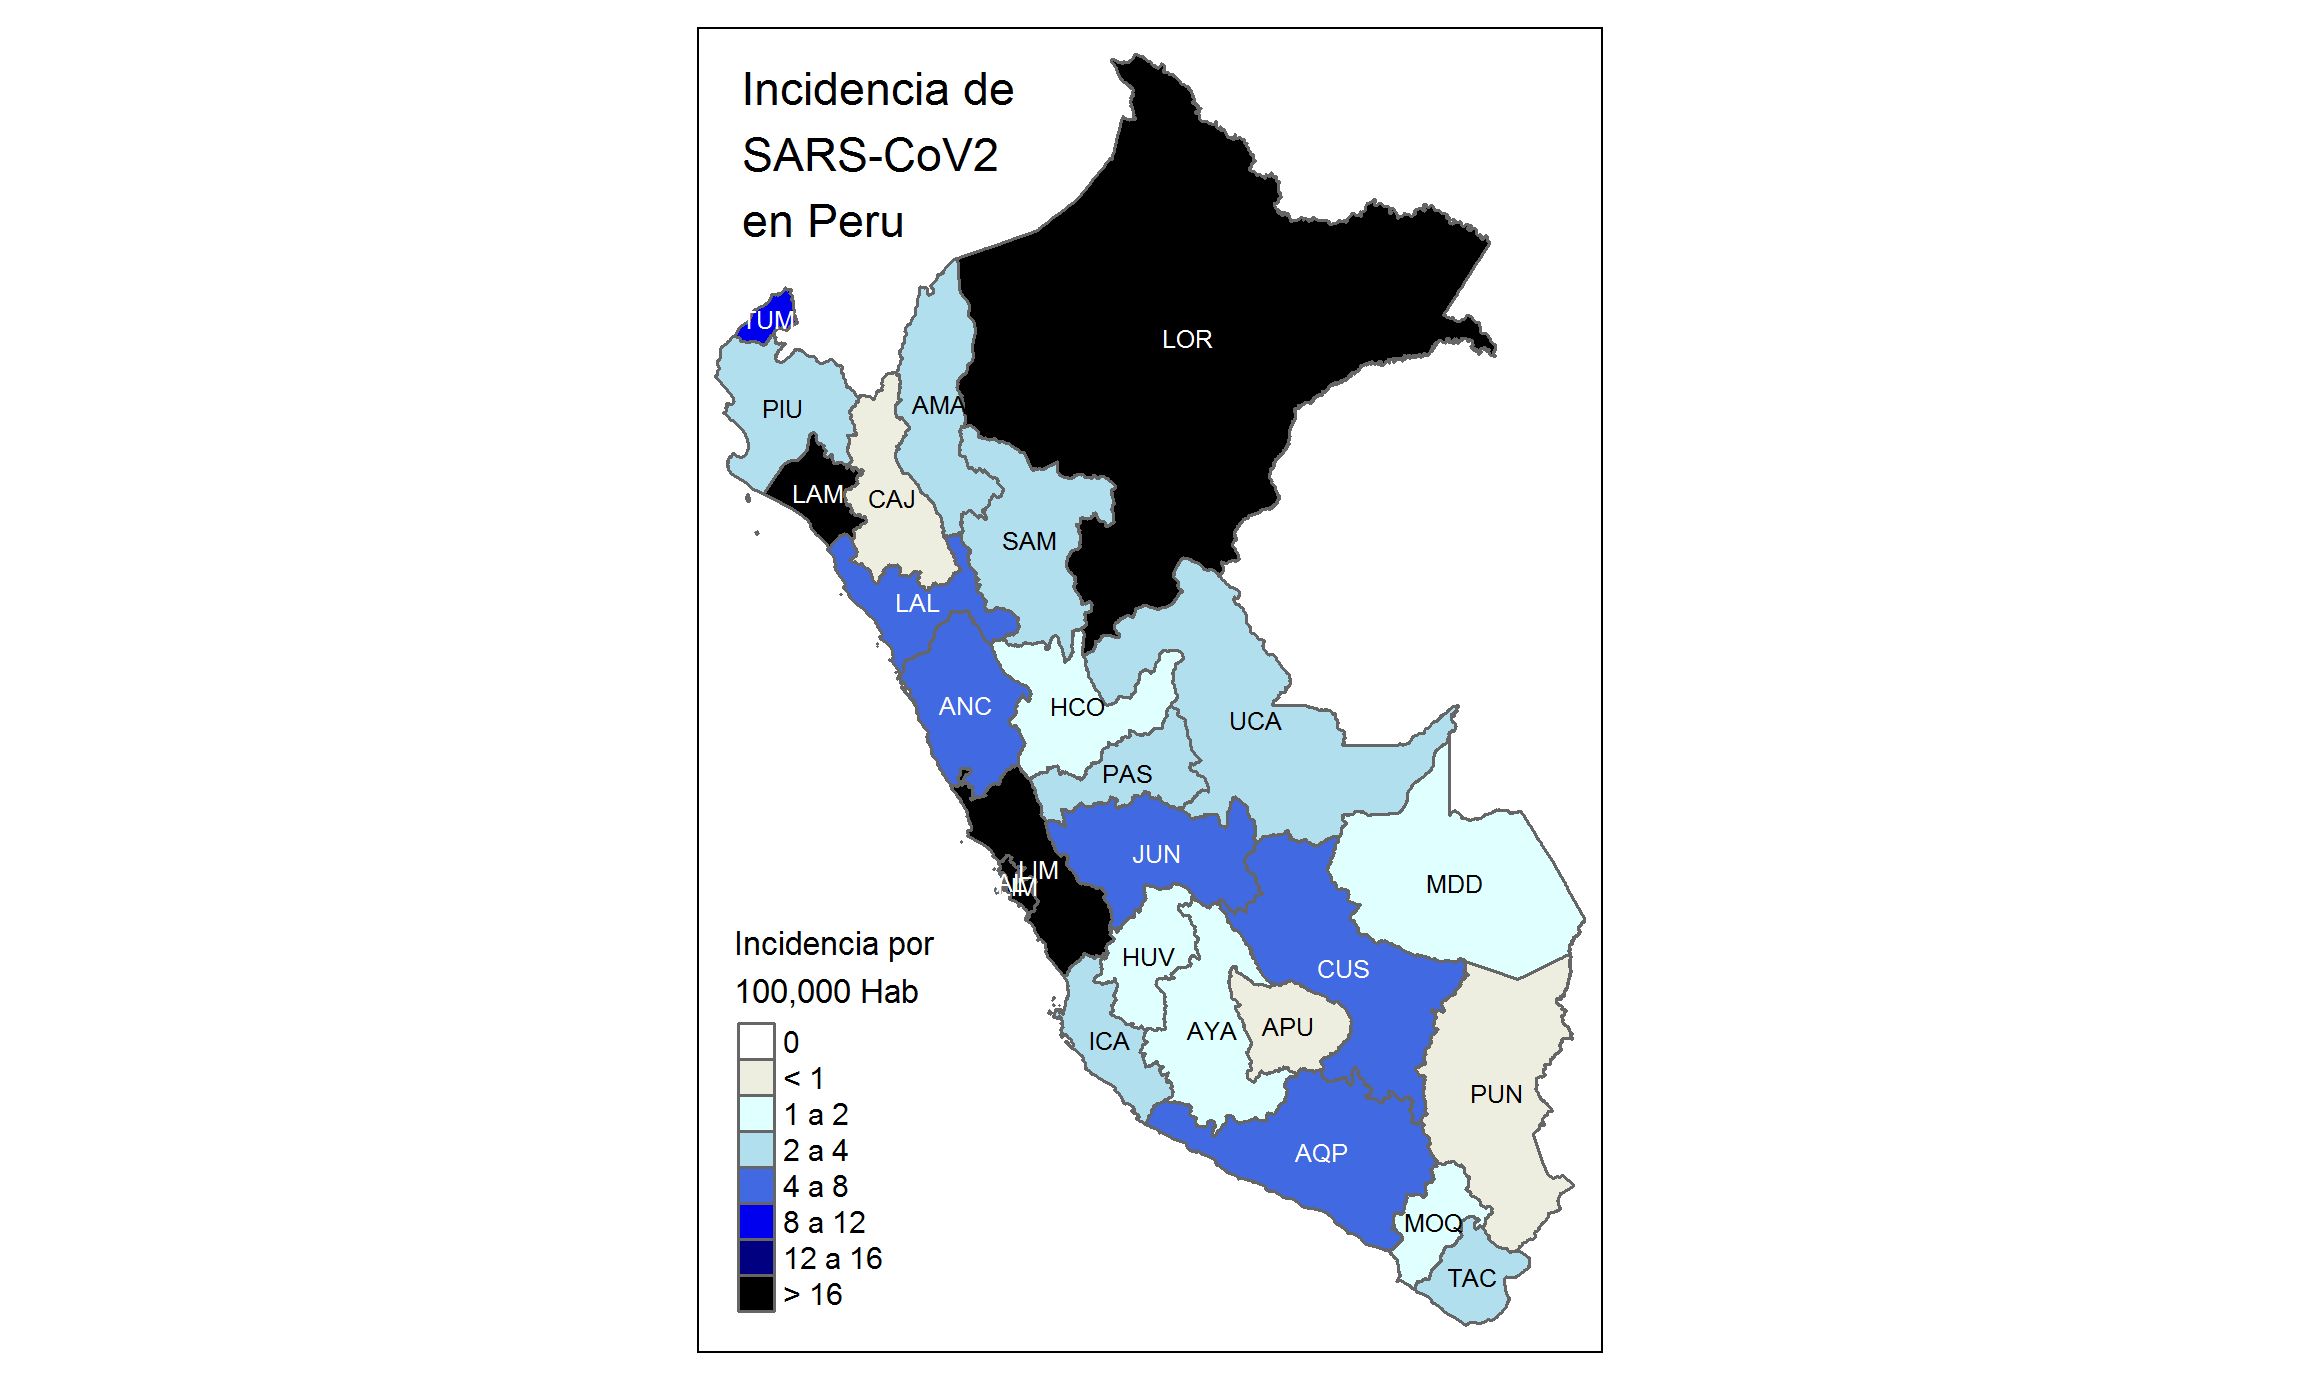 Incidencia de
SARS-CoV2
en Peru
TUM
LOR
PIU
AMA
LAM
CAJ
SAM
LAL
ANC
HCO
UCA
PAS
JUN
LIM
MDD
HUV
CUS
ICA
AYA
APU
PUN
AQP
MOQ
TAC
Incidencia por
100,000 Hab
0
< 1
1 a 2
2 a 4
4 a 8
8 a 12
12 a 16
> 16